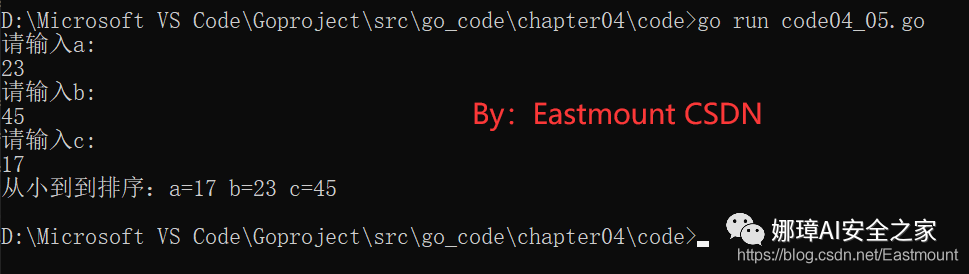 D:\Microsoft VS Code\Goproject\src\go_code\chapter04\code>go run code04_05.go
请输入a:
23
请输入b:
45
请输入c:
17
从小到到排序：a=17 b=23 c=45
By：Eastmount CSDN
D:\Microsoft VS Code\Goproject\src\go_code\chapter04\code>
娜璋AI安全之家
https://blog.csdn.net/Eastmount